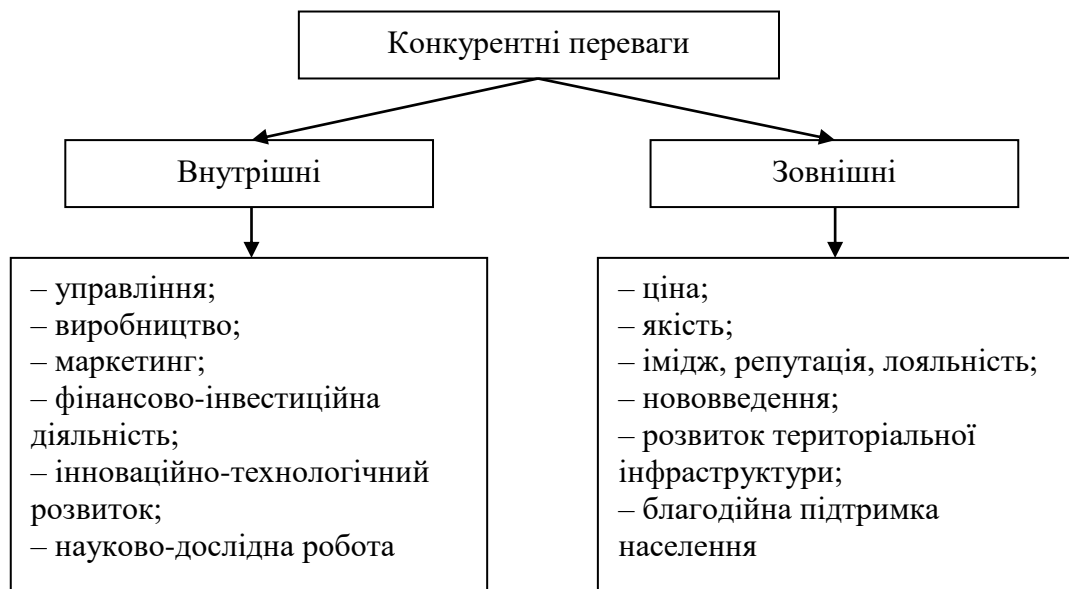 Конкурентні переваги
Внутрішні
Зовнішні
– управління;
– виробництво;
– маркетинг;
– фінансово-інвестиційна
діяльність;
– інноваційно-технологічний
розвиток;
– науково-дослідна робота
– ціна;
– якість;
– імідж, репутація, лояльність;
– нововведення;
– розвиток територіальної
інфраструктури;
– благодійна підтримка
населення